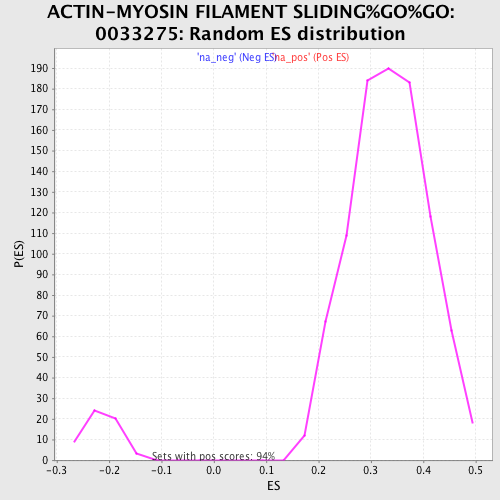 ACTIN-MYOSIN FILAMENT SLIDING%GO%GO:
0033275: Random ES distribution
'na_neg' (Neg ES)
'na_pos' (Pos ES)
190
180
170
160
150
140
130
120
110
100
90
80
70
60
50
40
30
20
10
0
P(ES)
Sets with pos scores: 94%
-0.3 -0.2 -0.1 0.0 0.1 0.2 0.3 0.4 0.5
ES